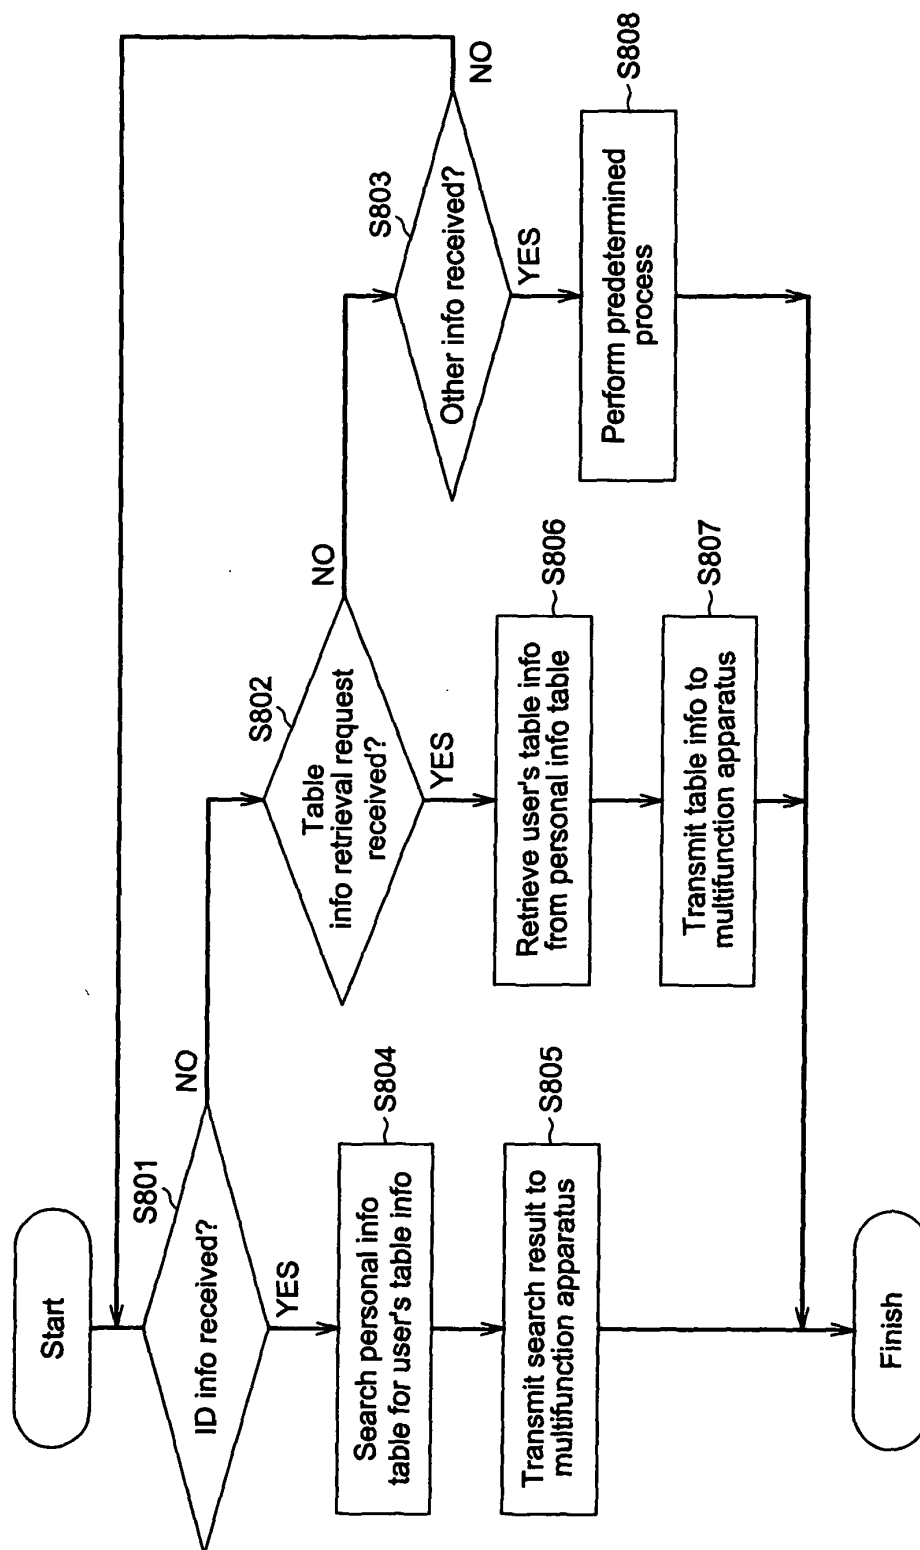 Start
S801
ID info received?
NO
YES
S804
Search personal info
table for user's table info
S805
Transmit search result to
multifunction apparatus
S802
Table
info retrieval request
received?
NO
YES
S806
Retrieve user's table info
from personal info table
S807
Transmit table info to
multifunction apparatus
S803
Other info received?
NO
YES
S808
Perform predetermined
process
Finish